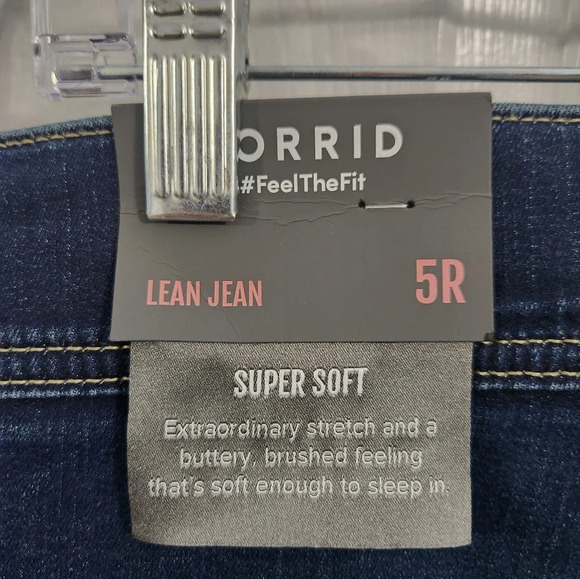 ORRID
#FeelTheFit
LEAN JEAN
5R
SUPER SOFT
Extraordinary stretch and a
buttery, brushed feeling
that's soft enough to sleep in.